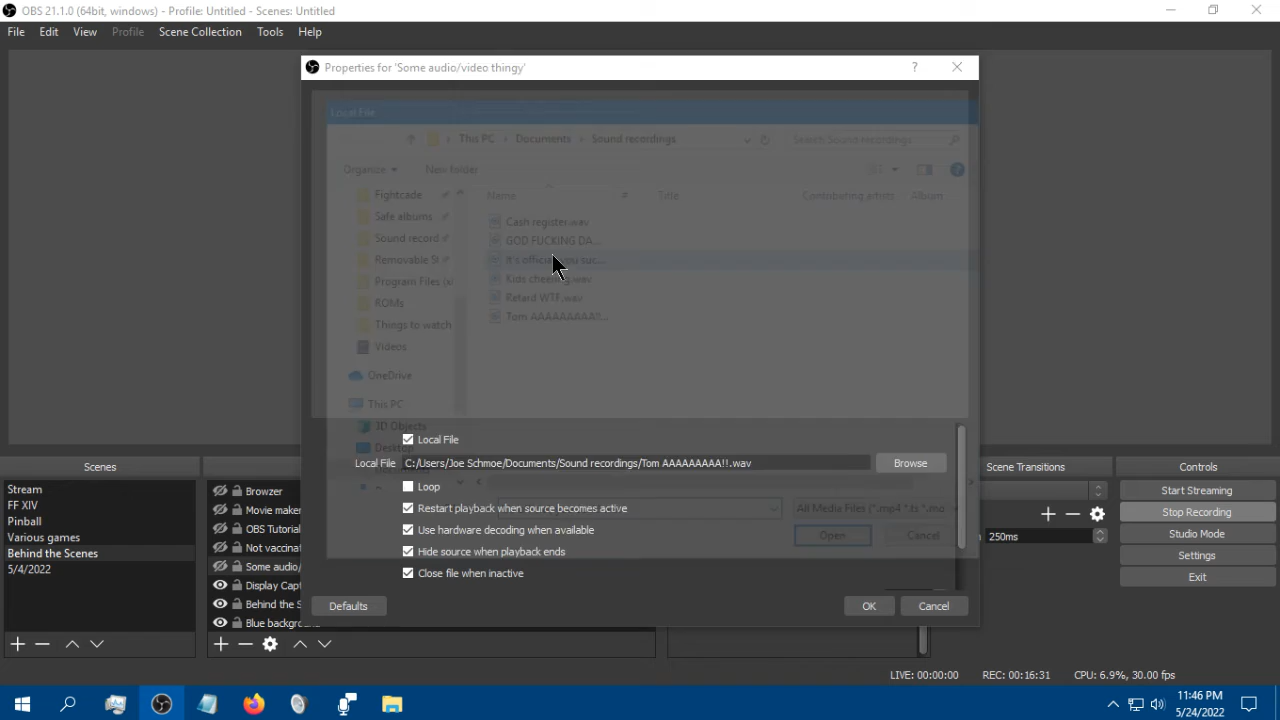 OBS 21.1.0 (64bit, windows) - Profile: Untitled - Scenes: Untitled
File Edit View Profile Scene Collection Tools Help
Properties for 'Some audio/video thingy'
?
Local File
This PC > Documents > Sound recordings
Search Sound recordings
Organize
New folder
Name
#
Title
Contributing artists
Album
Fightcade
Safe albums
Sound record
Removable St
Program Files (x
ROMs
Things to watch
Videos
OneDrive
This PC
3D Objects
Desktop
Cash register.wav
GOD FUCKING DA...
It's official, you suc...
Kids cheering.wav
Retard WTF.wav
Tom AAAAAAAAA!!...
All Media Files (*.mp4 *.ts *.mo
Open
Cancel
Local File
Local File C:/Users/Joe Schmoe/Documents/Sound recordings/Tom AAAAAAAAA!!.wav
Browse
Loop
Restart playback when source becomes active
Use hardware decoding when available
Hide source when playback ends
Close file when inactive
Defaults
OK
Cancel
Scenes
Stream
FF XIV
Pinball
Various games
Behind the Scenes
5/4/2022
Browzer
Movie maker
OBS Tutorial
Not vaccinat
Some audio/
Display Capt
Behind the S
Blue background
Scene Transitions
250ms
Controls
Start Streaming
Stop Recording
Studio Mode
Settings
Exit
LIVE: 00:00:00
REC: 00:16:31
CPU: 6.9%, 30.00 fps
11:46 PM
5/24/2022